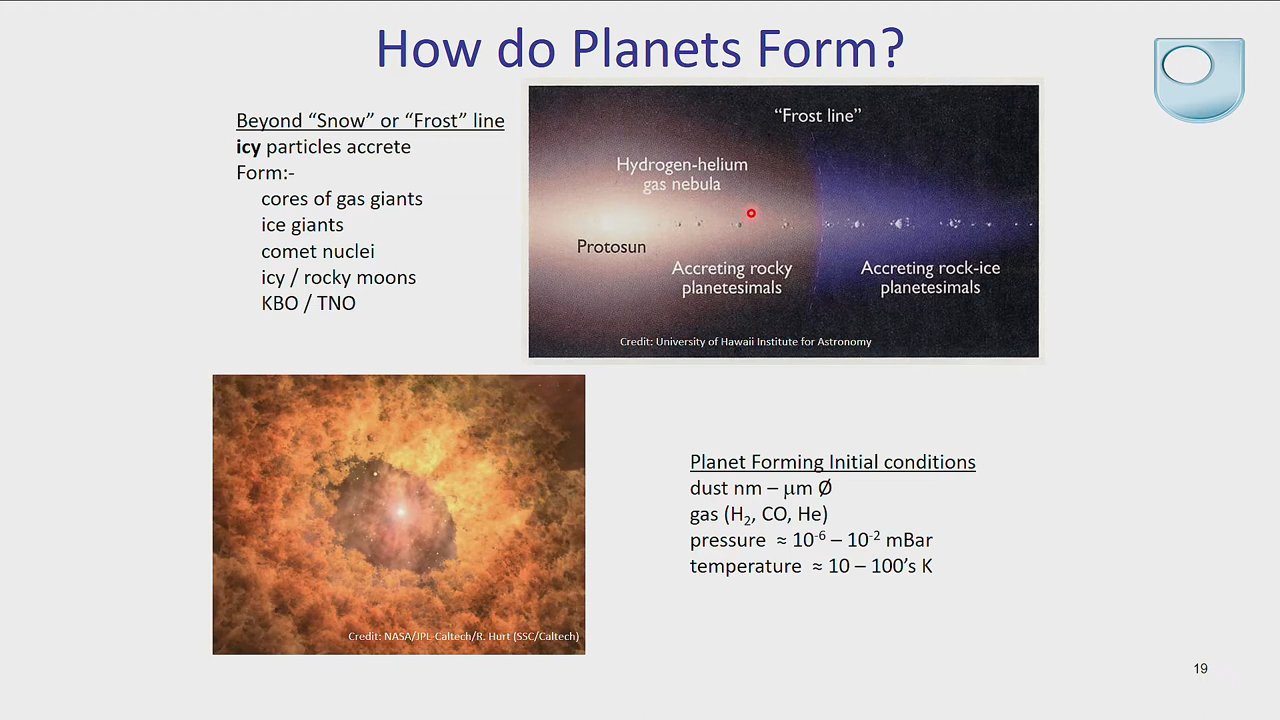 How do Planets Form?
Beyond “Snow” or “Frost” line
icy particles accrete
Form:-
cores of gas giants
ice giants
comet nuclei
icy / rocky moons
KBO / TNO
“Frost line”
Hydrogen-helium
gas nebula
Protosun
Accreting rocky
planetesimals
Accreting rock-ice
planetesimals
Credit: University of Hawaii Institute for Astronomy
Credit: NASA/JPL-Caltech/R. Hurt (SSC/Caltech)
Planet Forming Initial conditions
dust nm – μm Ø
gas (H₂, CO, He)
pressure ≈ 10⁻⁶ – 10⁻² mBar
temperature ≈ 10 – 100’s K
19